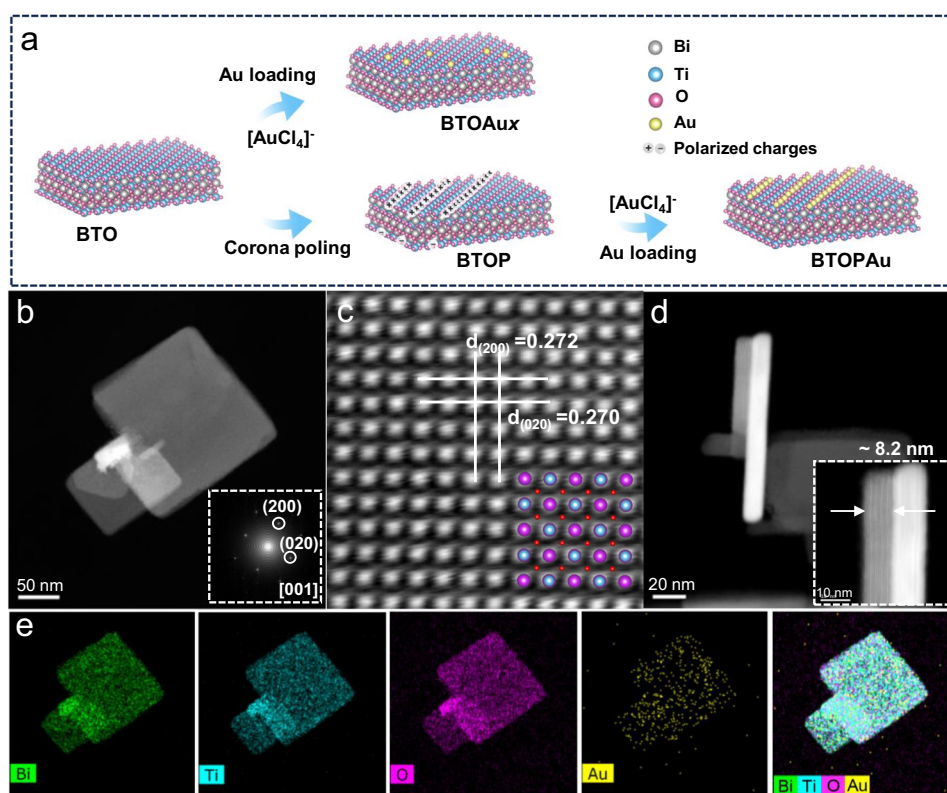 a
Au loading
[AuCl₄]⁻
BTOAux
Bi
Ti
O
Au
Polarized charges
BTO
Corona poling
BTOP
[AuCl₄]⁻
Au loading
BTOPAu
b
(200)
(020)
[001]
50 nm
c
d(200) =0.272
d(020) =0.270
d
~ 8.2 nm
20 nm
10 nm
e
Bi
Ti
O
Au
Bi Ti O Au